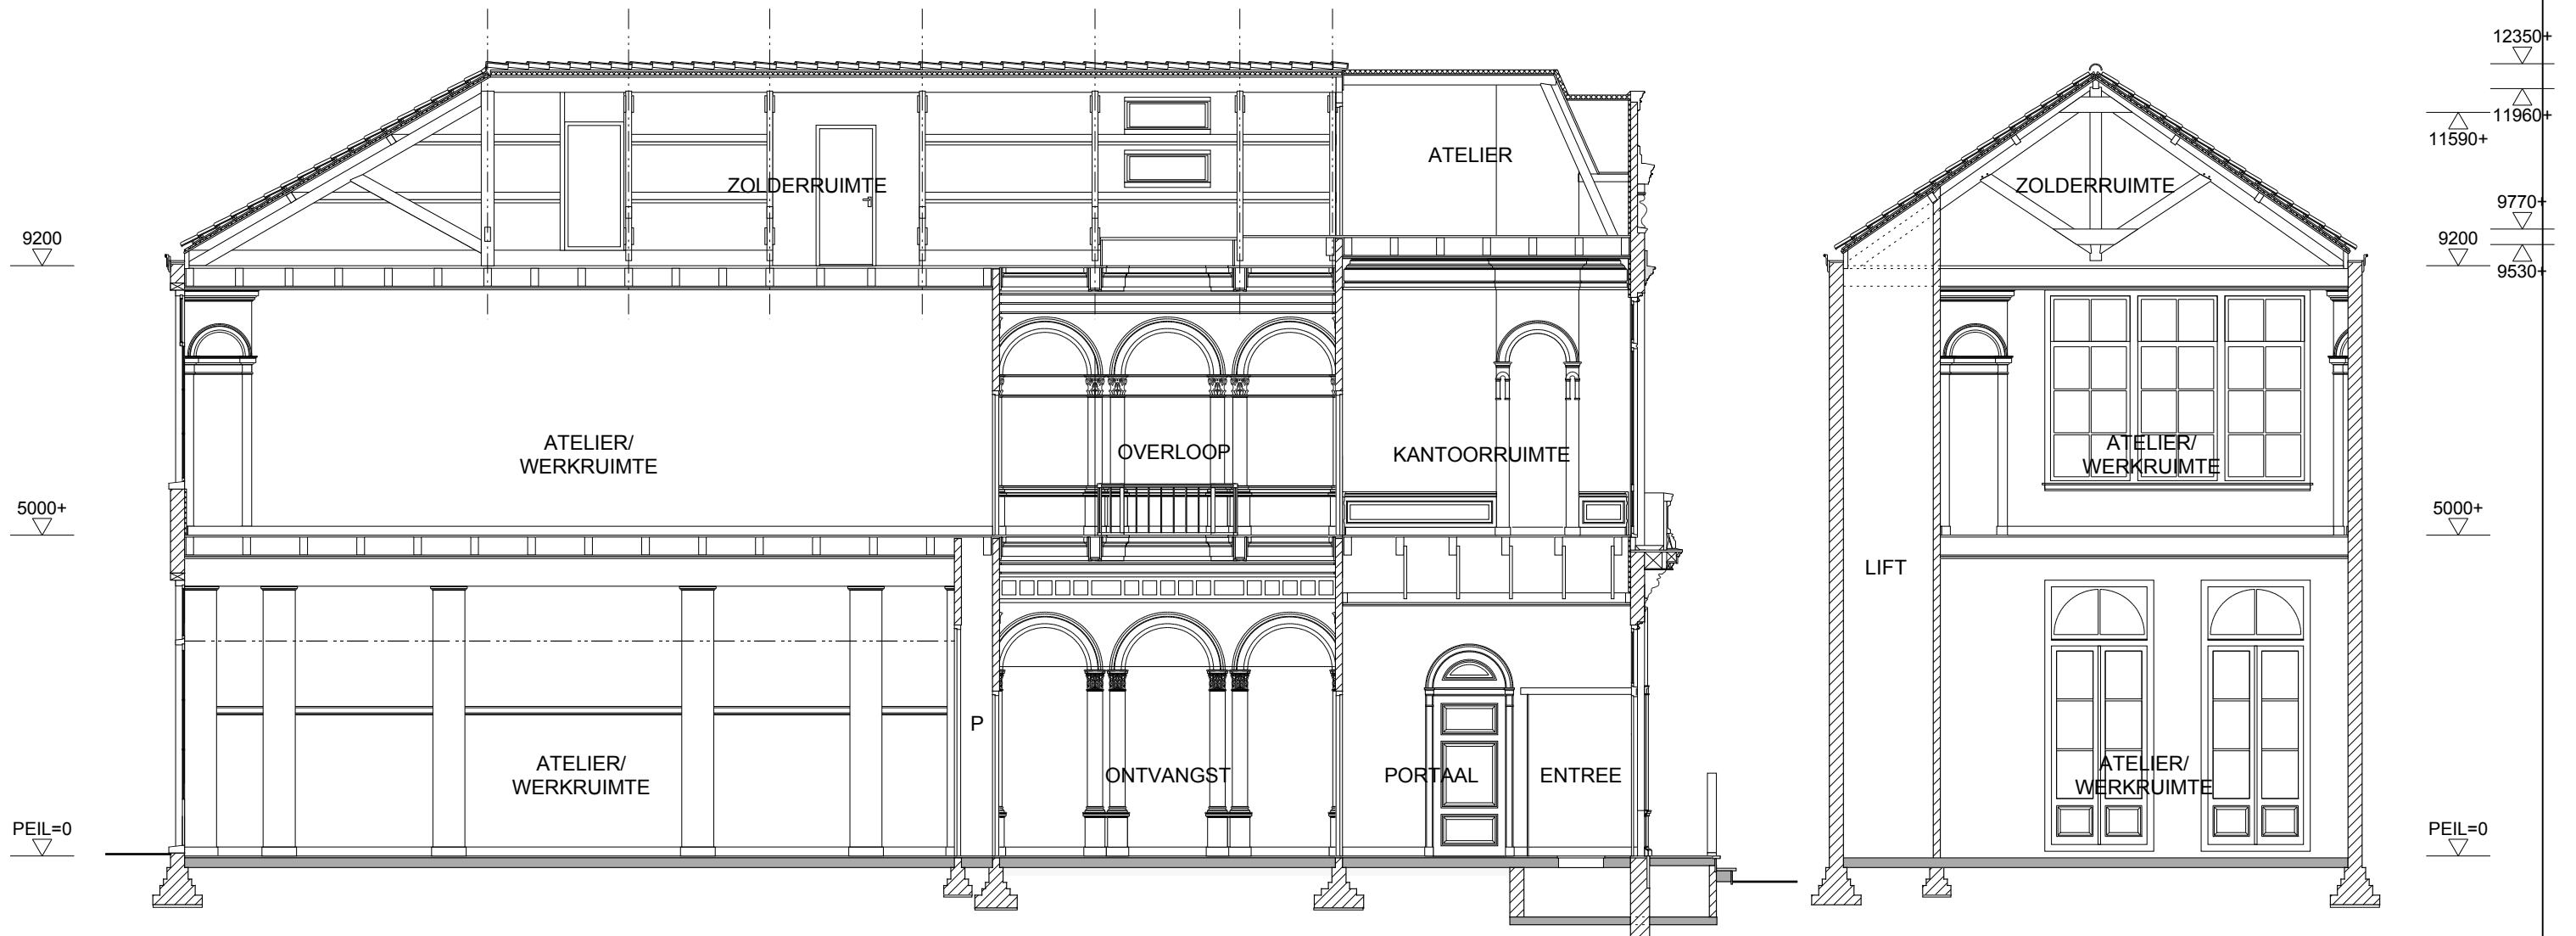 12350+
11960+
11590+
ATELIER
ZOLDERRUIMTE
ZOLDERRUIMTE
9770+
9200
9200
9530+
ATELIER/
WERKRUIMTE
OVERLOOP
KANTOORRUIMTE
ATELIER/
WERKRUIMTE
5000+
5000+
LIFT
P
ATELIER/
WERKRUIMTE
ONTVANGST
PORTAAL
ENTREE
ATELIER/
WERKRUIMTE
PEIL=0
PEIL=0